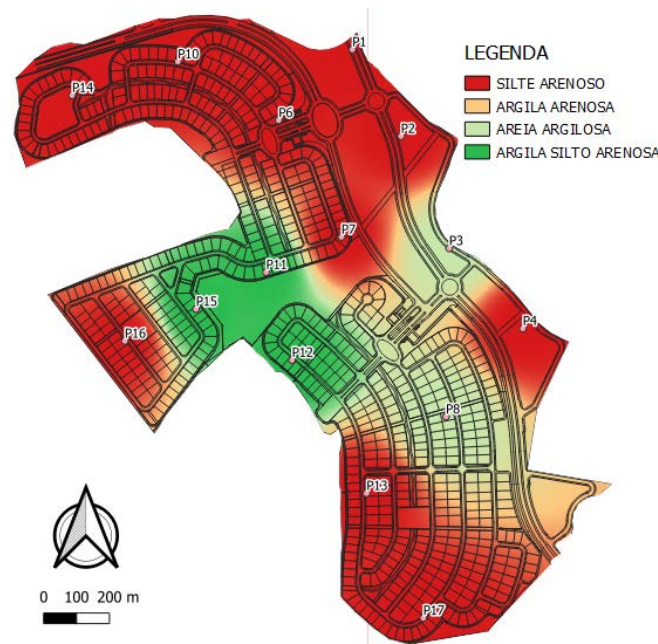 P1
P10
LEGENDA
P14
SILTE ARENOSO
ARGILA ARENOSA
P6
P2
AREIA ARGILOSA
ARGILA SILTO ARENOSA
P7
P3
P11
P15
P4
P16
P12
P8
P13
0 100 200 m
P17